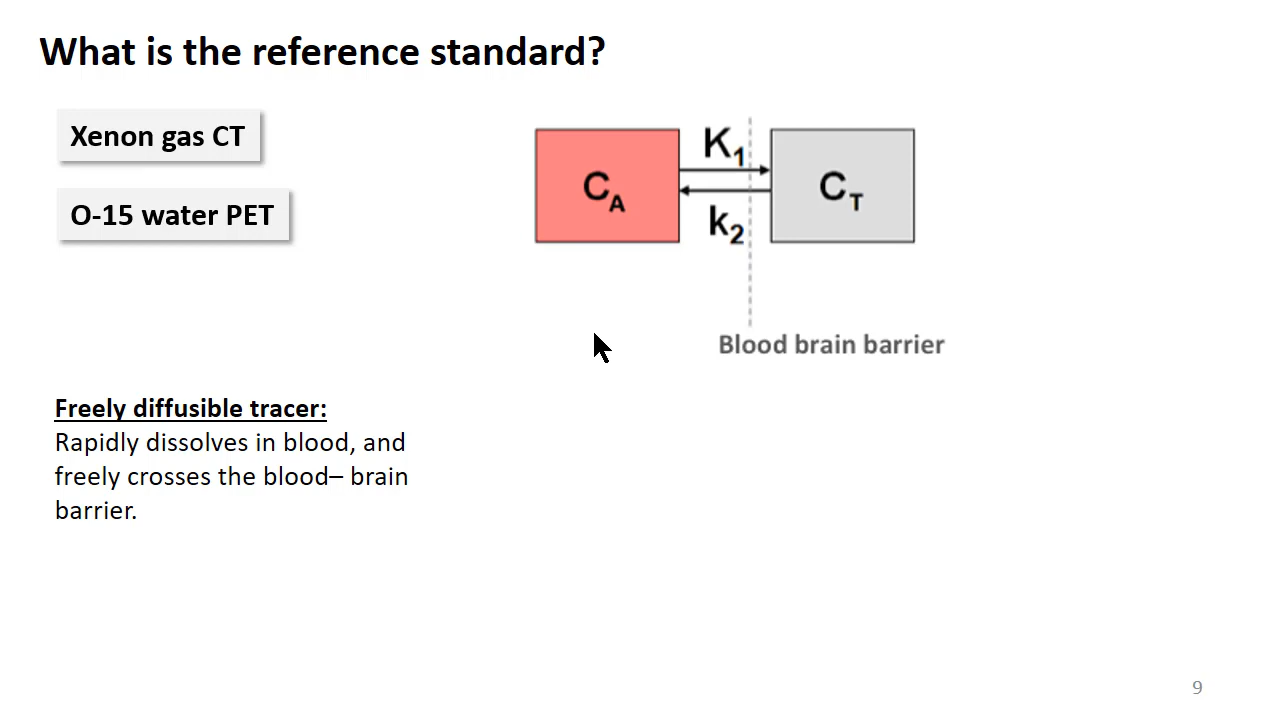 What is the reference standard?
Xenon gas CT
O-15 water PET
K1
CA
CT
k2
Blood brain barrier
Freely diffusible tracer:
Rapidly dissolves in blood, and
freely crosses the blood– brain
barrier.
9